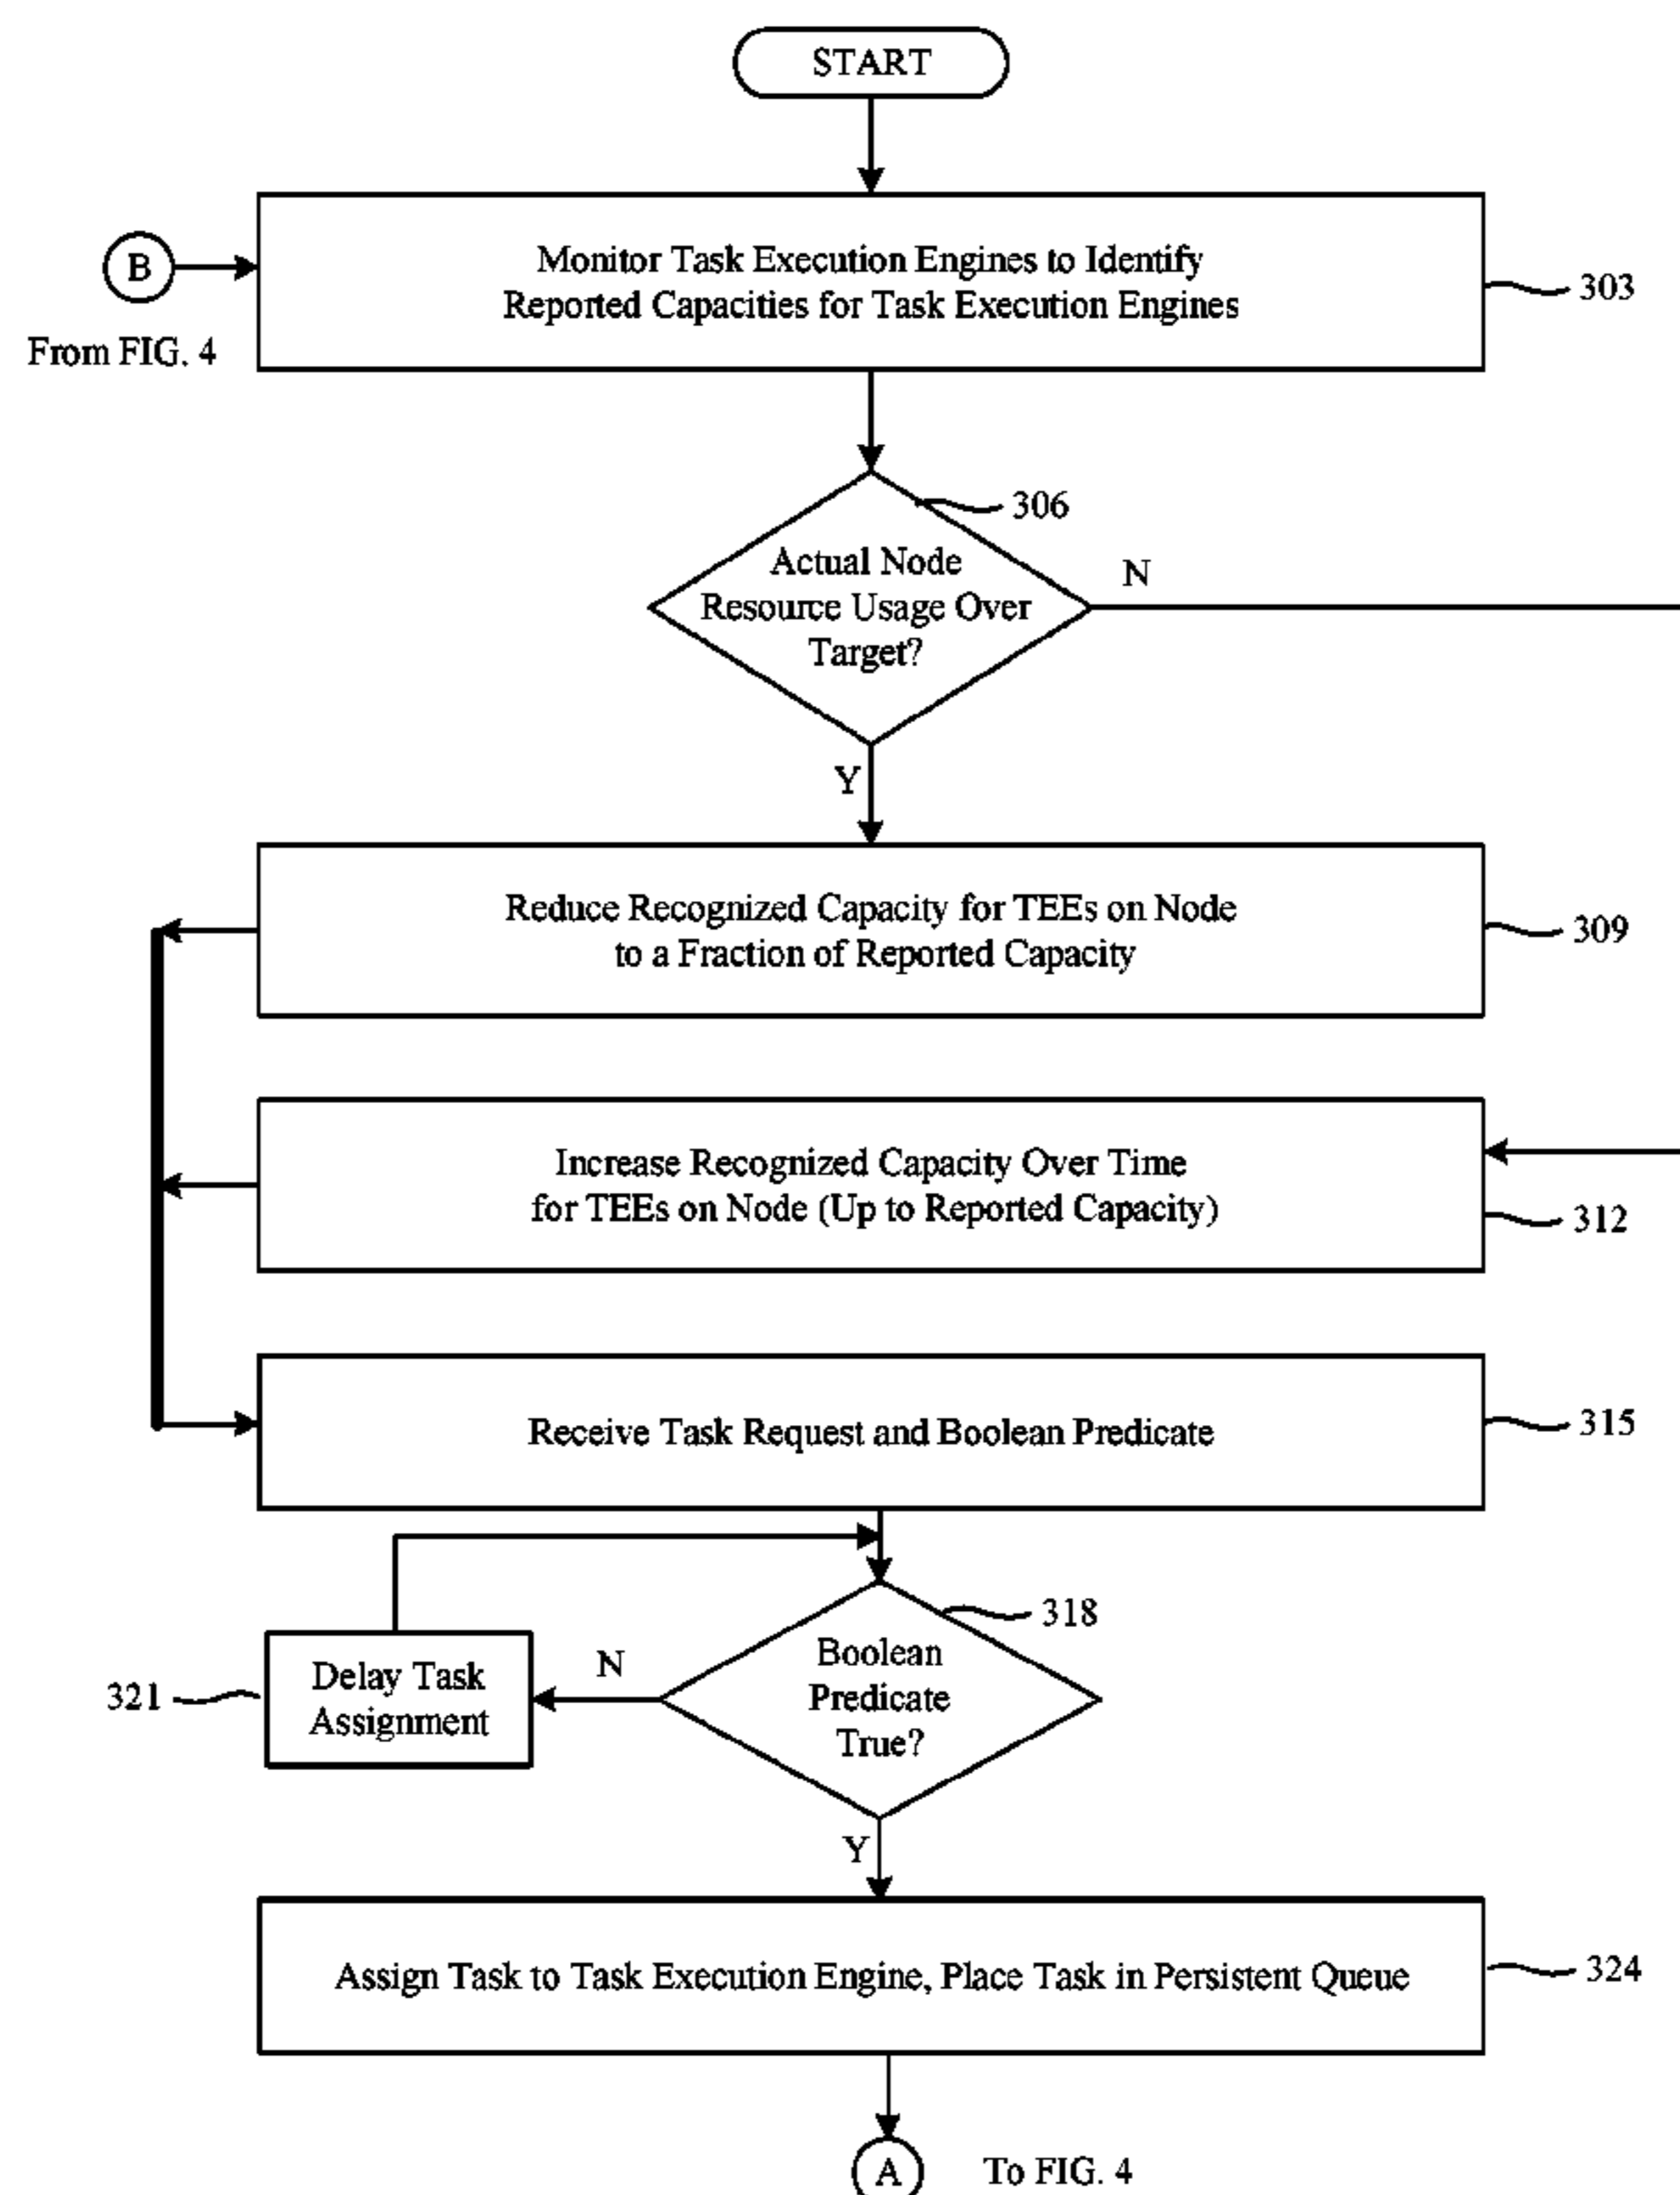 START
B
From FIG. 4
Monitor Task Execution Engines to Identify
Reported Capacities for Task Execution Engines
303
306
Actual Node
Resource Usage Over
Target?
N
Y
Reduce Recognized Capacity for TEEs on Node
to a Fraction of Reported Capacity
309
Increase Recognized Capacity Over Time
for TEEs on Node (Up to Reported Capacity)
312
Receive Task Request and Boolean Predicate
315
318
Boolean
Predicate
True?
N
321
Delay Task
Assignment
Y
Assign Task to Task Execution Engine, Place Task in Persistent Queue
324
A
To FIG. 4